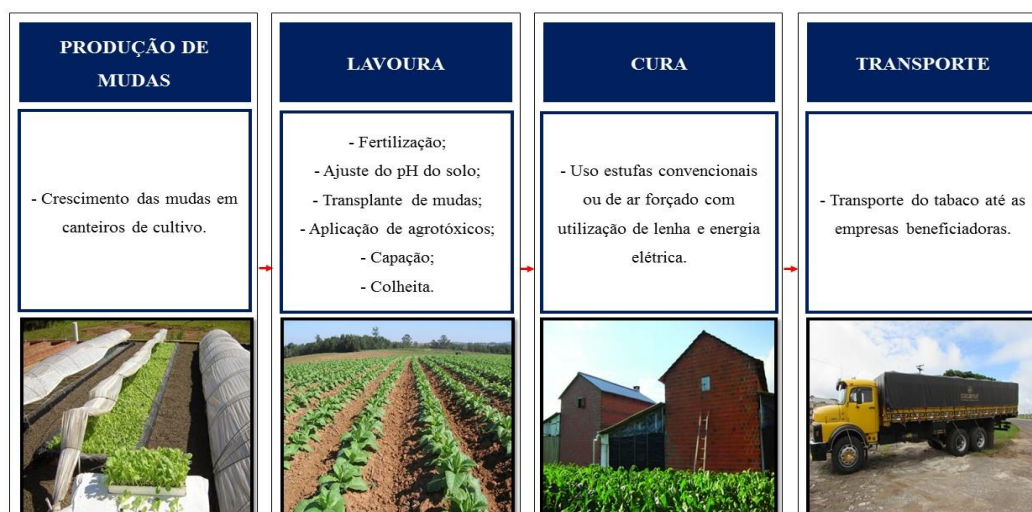 PRODUÇÃO DE
MUDAS
- Crescimento das mudas em
canteiros de cultivo.
LAVOURA
- Fertilização;
- Ajuste do pH do solo;
- Transplante de mudas;
- Aplicação de agrotóxicos;
- Capação;
- Colheita.
CURA
- Uso estufas convencionais
ou de ar forçado com
utilização de lenha e energia
elétrica.
TRANSPORTE
- Transporte do tabaco até as
empresas beneficiadoras.